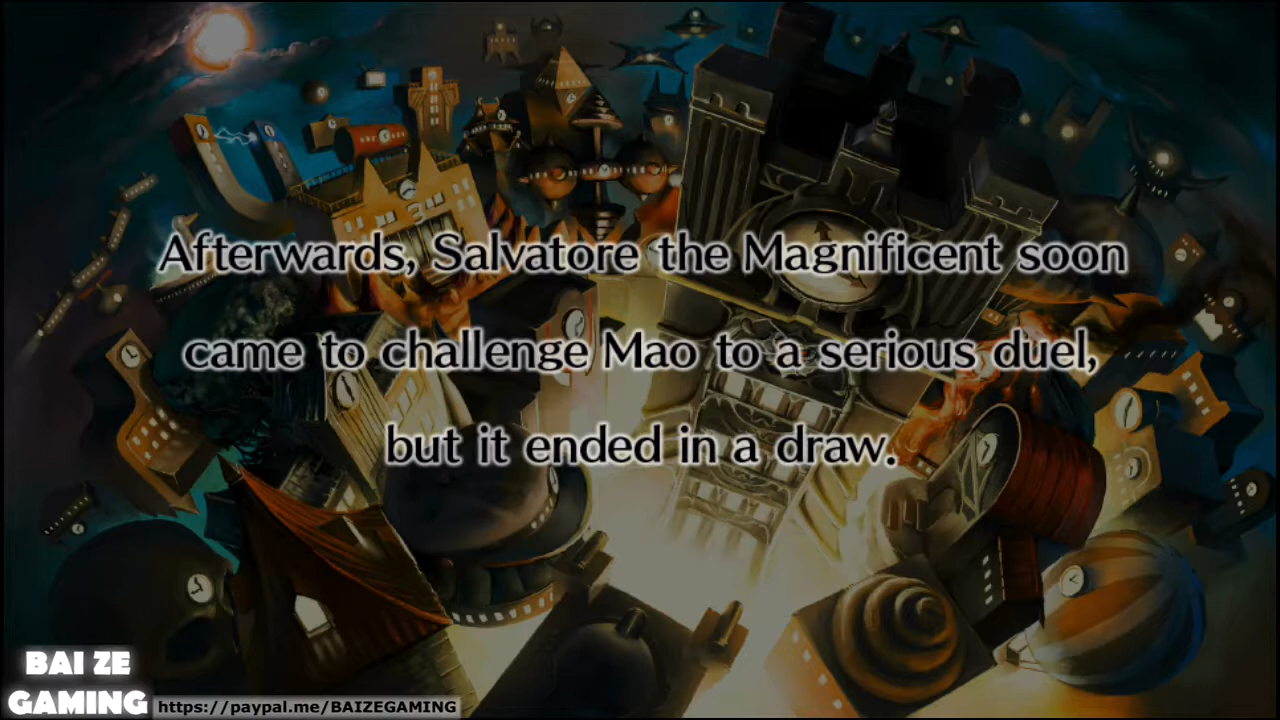 Afterwards, Salvatore the Magnificent soon
came to challenge Mao to a serious duel,
but it ended in a draw.
BAI ZE
GAMING
https://paypal.me/BAIZEGAMING